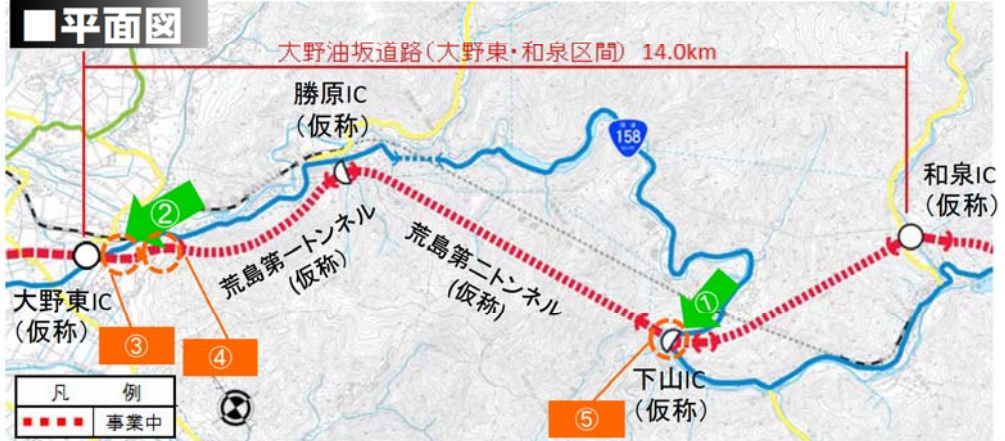 ■平面図
大野油坂道路(大野東・和泉区間) 14.0km
勝原IC
(仮称)
158
和泉IC
(仮称)
②
荒島第一トンネル
(仮称)
荒島第二トンネル
(仮称)
①
大野東IC
(仮称)
③
④
下山IC
(仮称)
⑤
凡 例
事業中